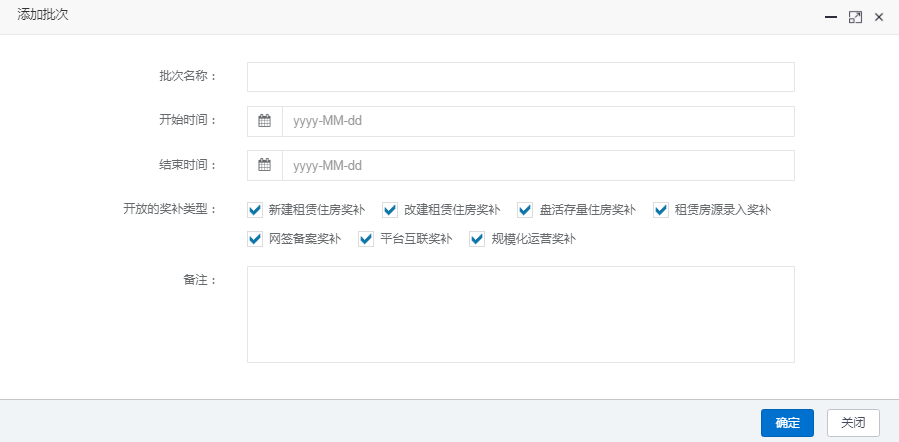 添加批次
批次名称：
开始时间： yyyy-MM-dd
结束时间： yyyy-MM-dd
开放的奖补类型： 新建租赁住房奖补 改建租赁住房奖补 盘活存量住房奖补 租赁房源录入奖补
网签备案奖补 平台互联奖补 规模化运营奖补
备注：
确定 关闭